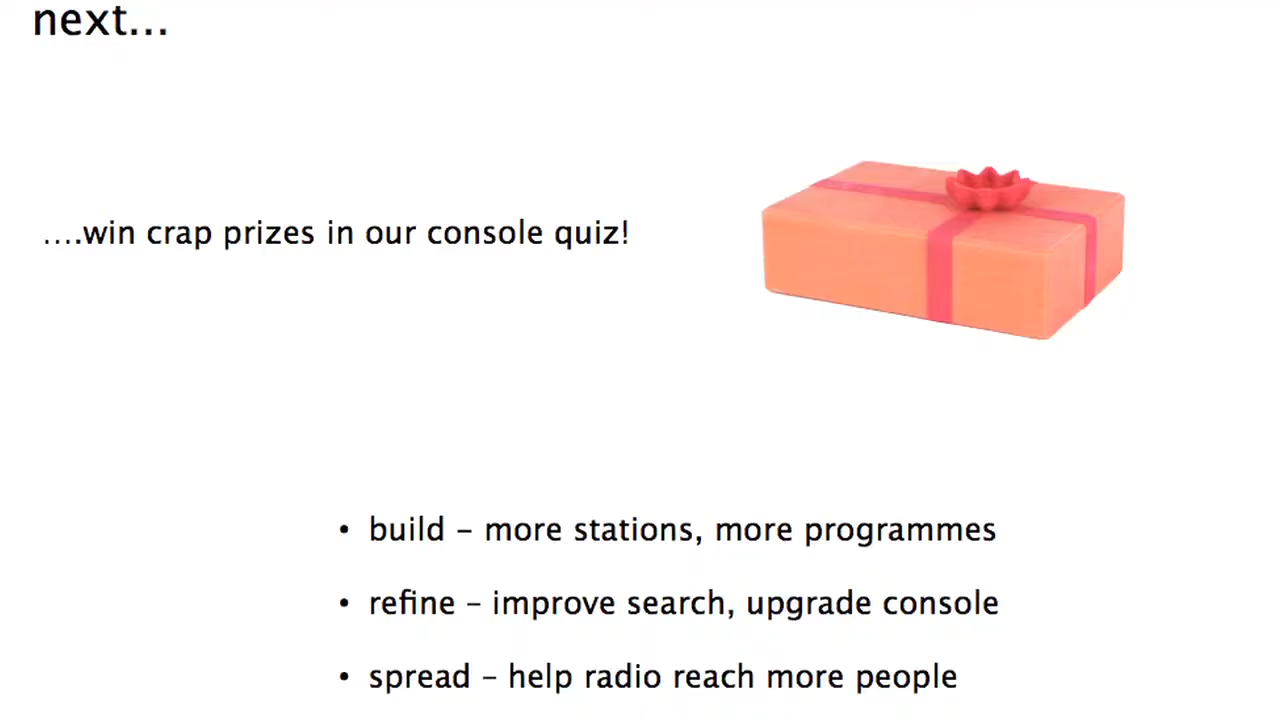 next...
....win crap prizes in our console quiz!
• build – more stations, more programmes
• refine – improve search, upgrade console
• spread – help radio reach more people